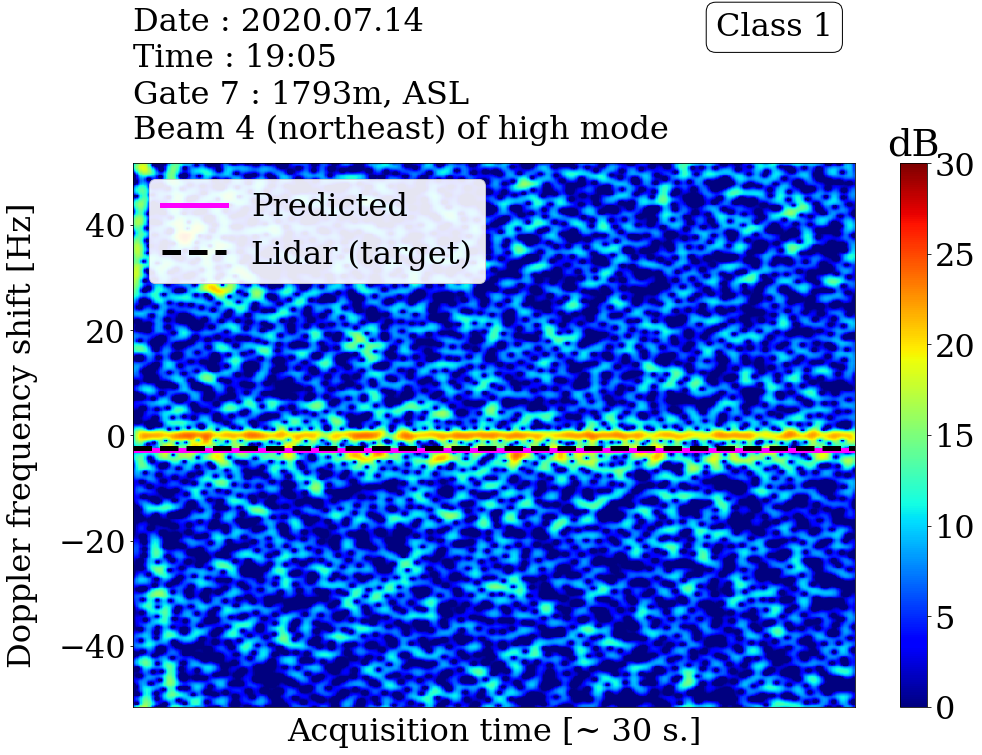 Date : 2020.07.14
Time : 19:05
Gate 7 : 1793m, ASL
Beam 4 (northeast) of high mode
Class 1
dB
Predicted
Lidar (target)
Doppler frequency shift [Hz]
40
20
0
−20
−40
Acquisition time [~ 30 s.]
30
25
20
15
10
5
0